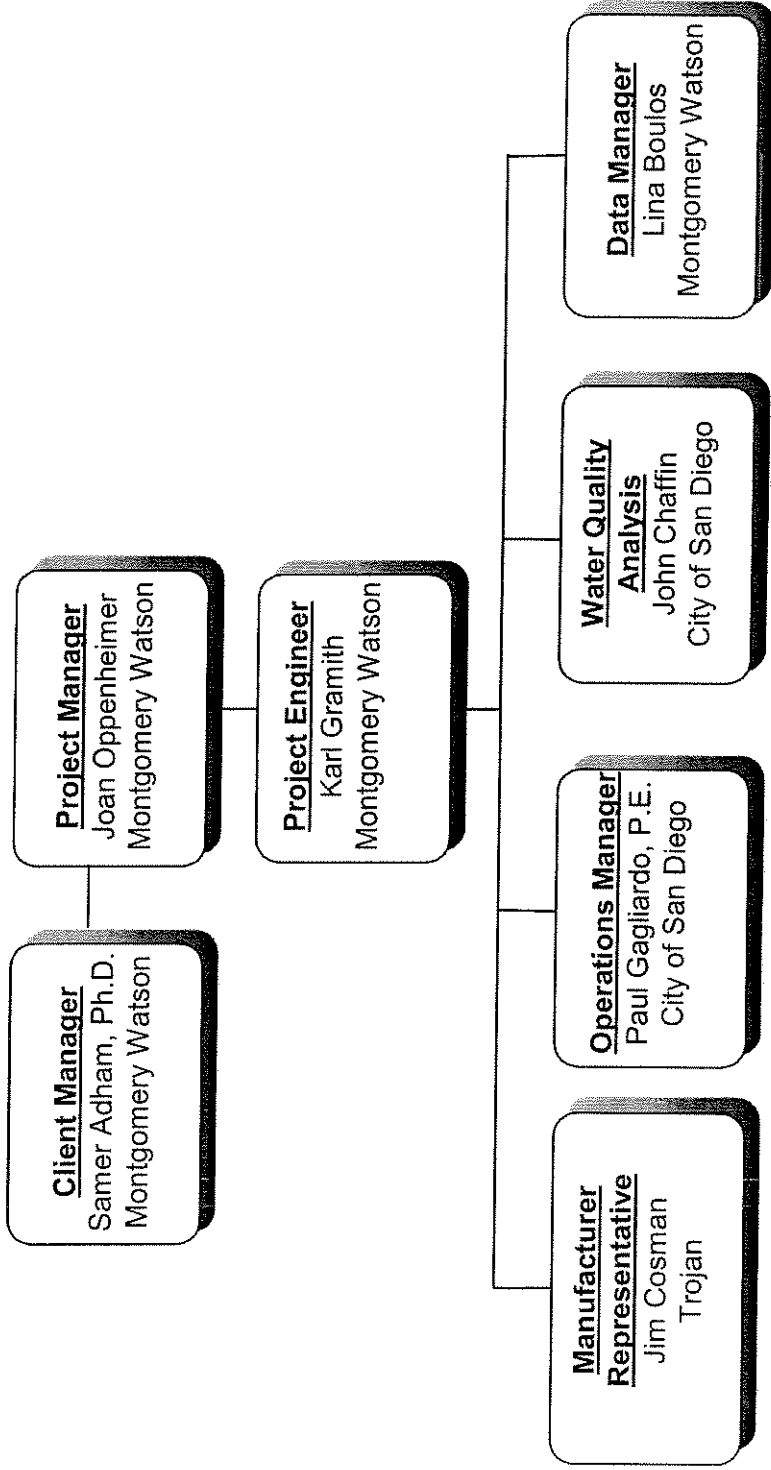 Client Manager
Samer Adham, Ph.D.
Montgomery Watson
Project Manager
Joan Oppenheimer
Montgomery Watson
Project Engineer
Karl Gramith
Montgomery Watson
Manufacturer
Representative
Jim Cosman
Trojan
Operations Manager
Paul Gagliardo, P.E.
City of San Diego
Water Quality
Analysis
John Chaffin
City of San Diego
Data Manager
Lina Boulos
Montgomery Watson